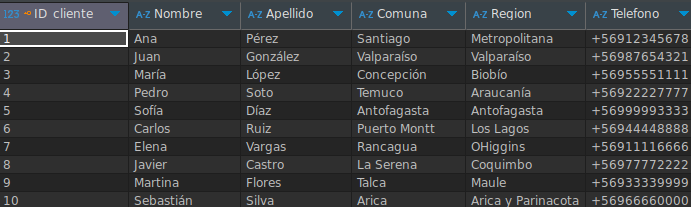 123 ID_cliente A-Z Nombre A-Z Apellido A-Z Comuna A-Z Region A-Z Telefono
1 Ana Pérez Santiago Metropolitana +56912345678
2 Juan González Valparaíso Valparaíso +56987654321
3 María López Concepción Biobío +56955551111
4 Pedro Soto Temuco Araucanía +56922227777
5 Sofía Díaz Antofagasta Antofagasta +56999993333
6 Carlos Ruiz Puerto Montt Los Lagos +56944448888
7 Elena Vargas Rancagua OHiggins +56911116666
8 Javier Castro La Serena Coquimbo +56977772222
9 Martina Flores Talca Maule +56933339999
10 Sebastián Silva Arica Arica y Parinacota +56966660000